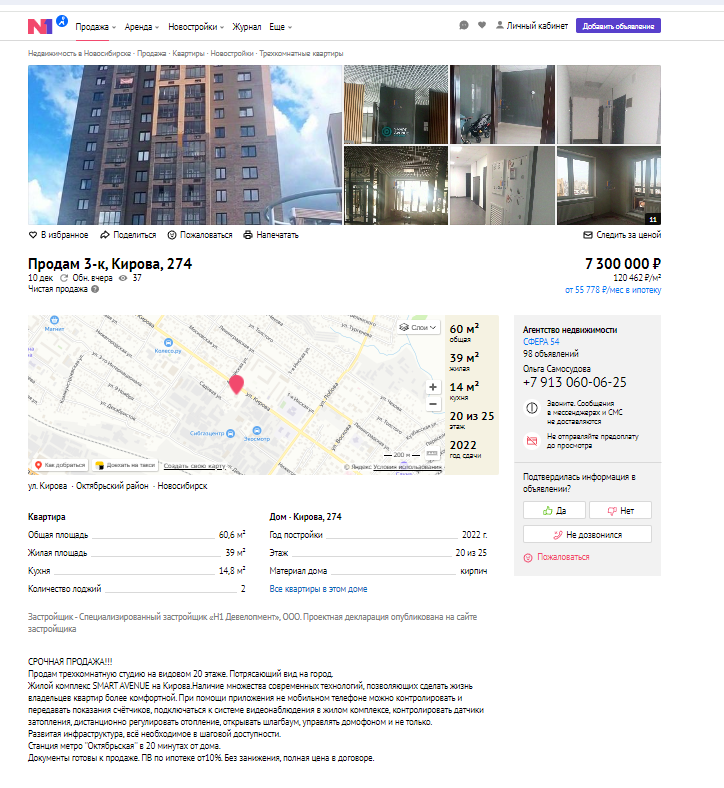 N1
Продажа Аренда Новостройки Журнал Ещё
Личный кабинет
Добавить объявление
Недвижимость в Новосибирске · Продажа · Квартиры · Новостройки · Трехкомнатные квартиры
SMART AVENUE
11
В избранное Поделиться Пожаловаться Напечатать
Следить за ценой
Продам 3-к, Кирова, 274
7 300 000 ₽
10 дек Обн. вчера 37
120 462 ₽/м²
Чистая продажа
от 55 778 ₽/мес в ипотеку
Магнит
Колесо.ру
Сибгазцентр
Экосмотр
ул. Кирова
Слои
200 м
Как добраться
Доехать на такси
Создать свою карту
© Яндекс Условия использования
60 м²
общая
39 м²
жилая
14 м²
кухня
20 из 25
этаж
2022
год сдачи
Агентство недвижимости
СФЕРА 54
98 объявлений
Ольга Самосудова
+7 913 060-06-25
Звоните. Сообщения
в мессенджерах и СМС
не доставляются
Не отправляйте предоплату
до просмотра
Подтвердилась информация в
объявлении?
Да
Нет
Не дозвонился
Пожаловаться
ул. Кирова · Октябрьский район · Новосибирск
Квартира
Общая площадь 60,6 м²
Жилая площадь 39 м²
Кухня 14,8 м²
Количество лоджий 2
Дом · Кирова, 274
Год постройки 2022 г.
Этаж 20 из 25
Материал дома кирпич
Все квартиры в этом доме
Застройщик - Специализированный застройщик «Н1 Девелопмент», ООО. Проектная декларация опубликована на сайте
застройщика
СРОЧНАЯ ПРОДАЖА!!!
Продам трехкомнатную студию на видовом 20 этаже. Потрясающий вид на город.
Жилой комплекс SMART AVENUE на Кирова.Наличие множества современных технологий, позволяющих сделать жизнь
владельцев квартир более комфортной. При помощи приложения не мобильном телефоне можно контролировать и
передавать показания счётчиков, подключаться к системе видеонаблюдения в жилом комплексе, контролировать датчики
затопления, дистанционно регулировать отопление, открывать шлагбаум, управлять домофоном и не только.
Развитая инфраструктура, всё необходимое в шаговой доступности.
Станция метро "Октябрьская" в 20 минутах от дома.
Документы готовы к продаже. ПВ по ипотеке от10%. Без занижения, полная цена в договоре.